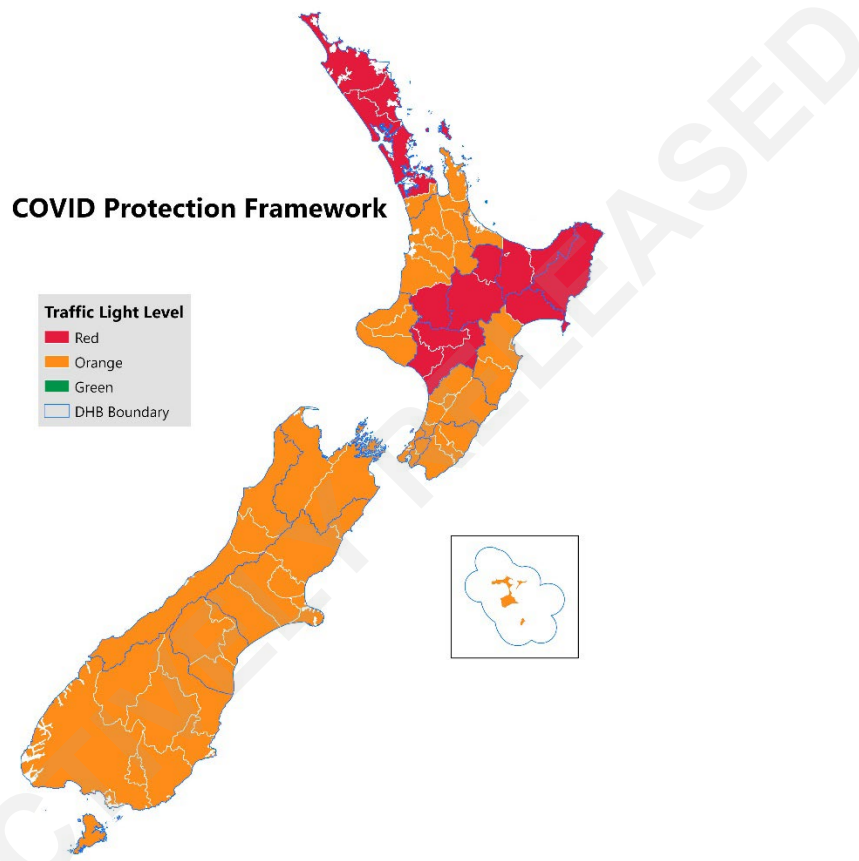 COVID Protection Framework
Traffic Light Level
Red
Orange
Green
DHB Boundary
RELEASED